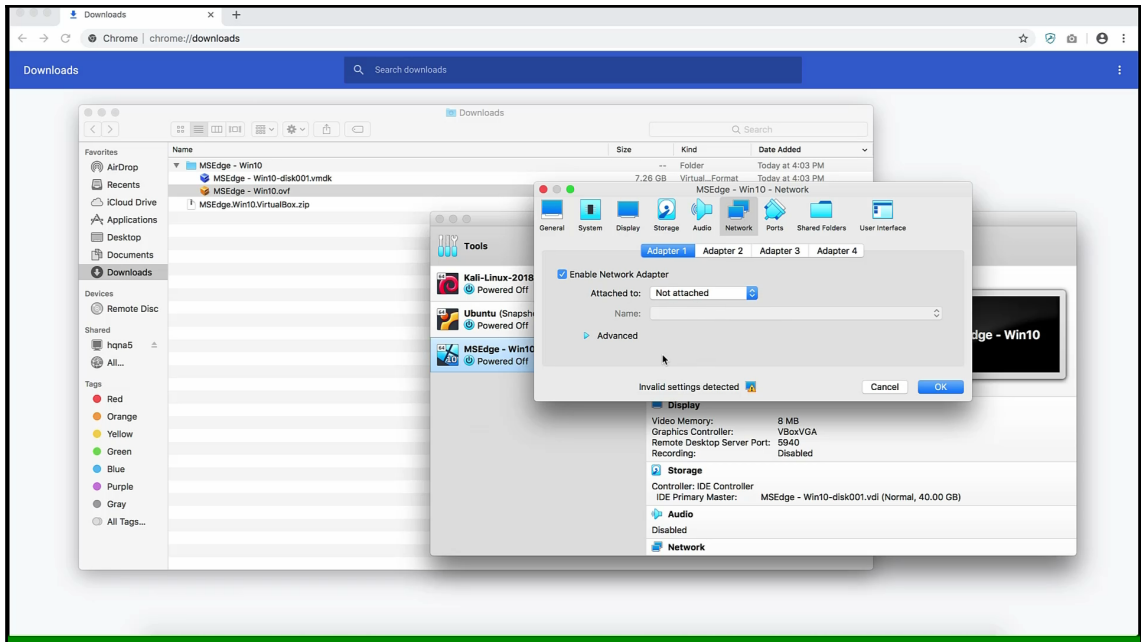 Downloads
Chrome | chrome://downloads
Downloads
Search downloads
Downloads
Search
Favorites
AirDrop
Recents
iCloud Drive
Applications
Desktop
Documents
Downloads
Devices
Remote Disc
Shared
hqna5
All...
Tags
Red
Orange
Yellow
Green
Blue
Purple
Gray
All Tags...
Name Size Kind Date Added
MSEdge - Win10 -- Folder Today at 4:03 PM
MSEdge - Win10-disk001.vmdk 7.26 GB Virtual...Format Today at 4:03 PM
MSEdge - Win10.ovf
MSEdge.Win10.VirtualBox.zip
Tools
64 Kali-Linux-2018
Powered Off
64 Ubuntu (Snapsh
Powered Off
64 10 MSEdge - Win10
Powered Off
MSEdge - Win10 - Network
General System Display Storage Audio Network Ports Shared Folders User Interface
Adapter 1 Adapter 2 Adapter 3 Adapter 4
Enable Network Adapter
Attached to: Not attached
Name:
Advanced
Invalid settings detected Cancel OK
dge - Win10
Display
Video Memory: 8 MB
Graphics Controller: VBoxVGA
Remote Desktop Server Port: 5940
Recording: Disabled
Storage
Controller: IDE Controller
IDE Primary Master: MSEdge - Win10-disk001.vdi (Normal, 40.00 GB)
Audio
Disabled
Network